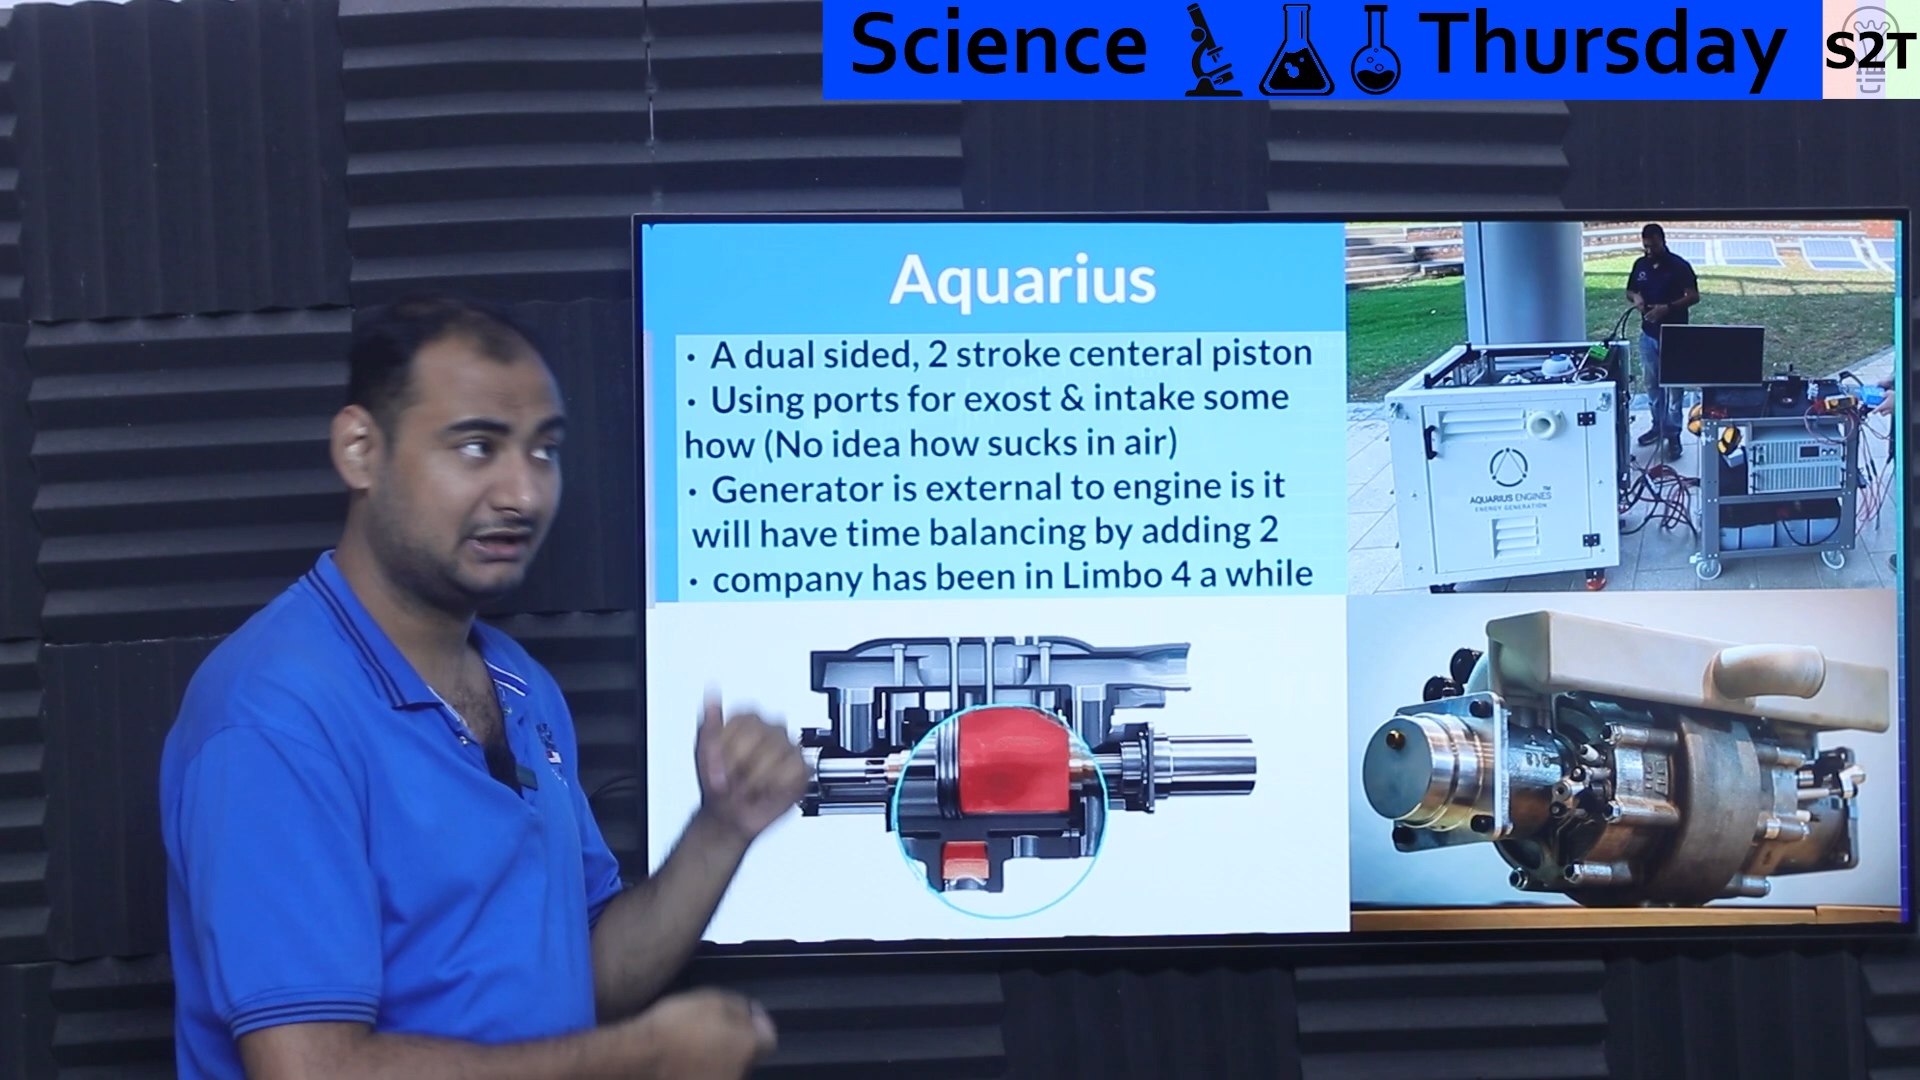 Science Thursday
S2T
Aquarius
· A dual sided, 2 stroke centeral piston
· Using ports for exost & intake some
how (No idea how sucks in air)
· Generator is external to engine is it
will have time balancing by adding 2
· company has been in Limbo 4 a while
AQUARIUS ENGINES™
ENERGY GENERATION